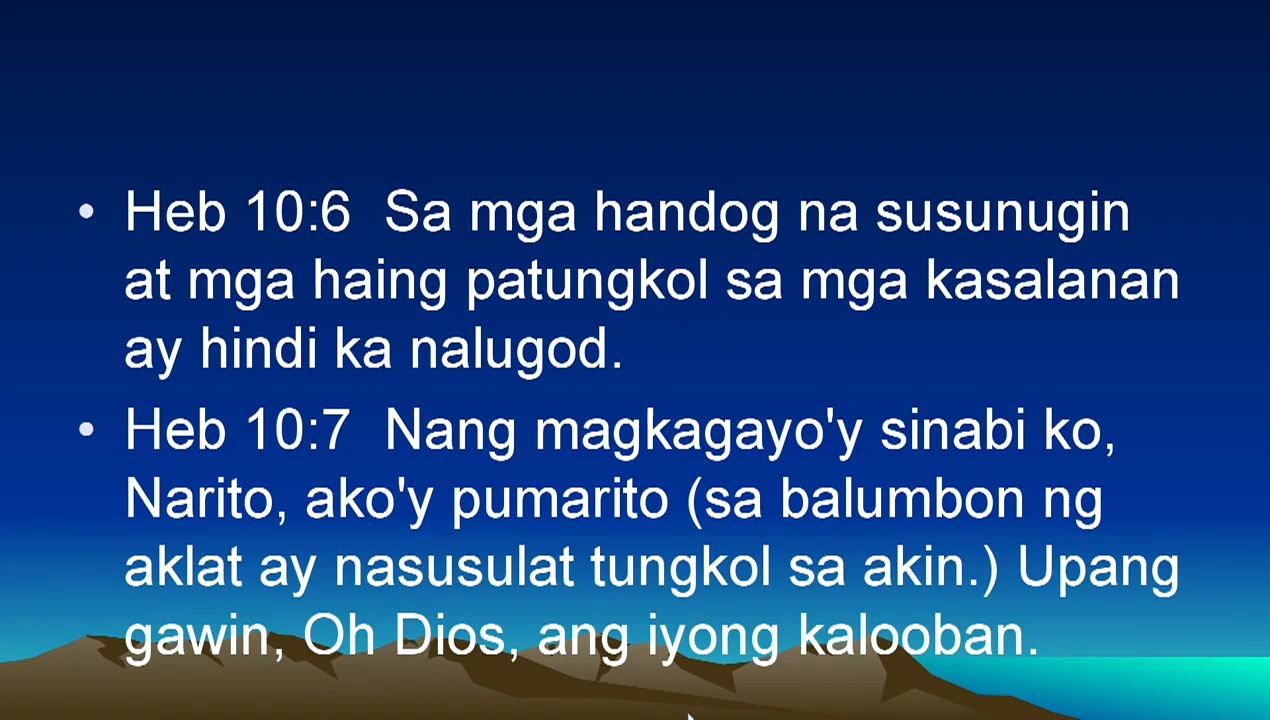 • Heb 10:6  Sa mga handog na susunugin
at mga haing patungkol sa mga kasalanan
ay hindi ka nalugod.
• Heb 10:7  Nang magkagayo'y sinabi ko,
Narito, ako'y pumarito (sa balumbon ng
aklat ay nasusulat tungkol sa akin.) Upang
gawin, Oh Dios, ang iyong kalooban.